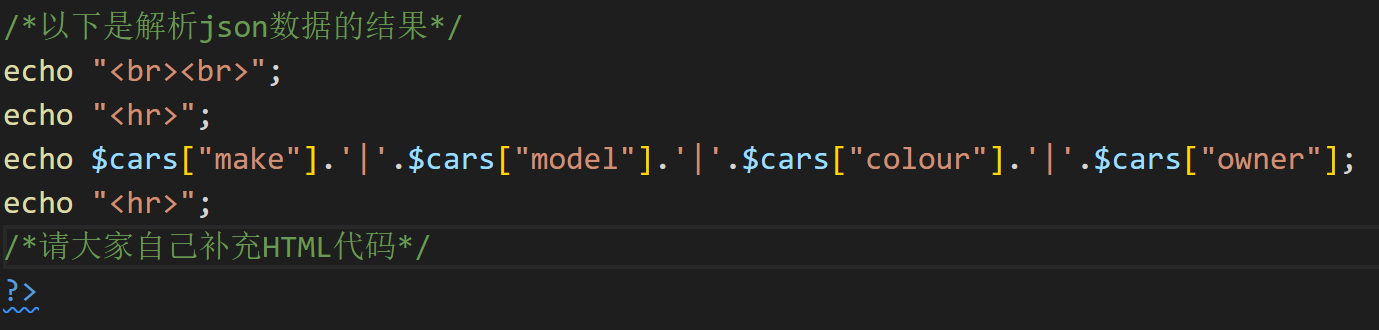 /*以下是解析json数据的结果*/
echo "<br><br>";
echo "<hr>";
echo $cars["make"].'|'.$cars["model"].'|'.$cars["colour"].'|'.$cars["owner"];
echo "<hr>";
/*请大家自己补充HTML代码*/
?>